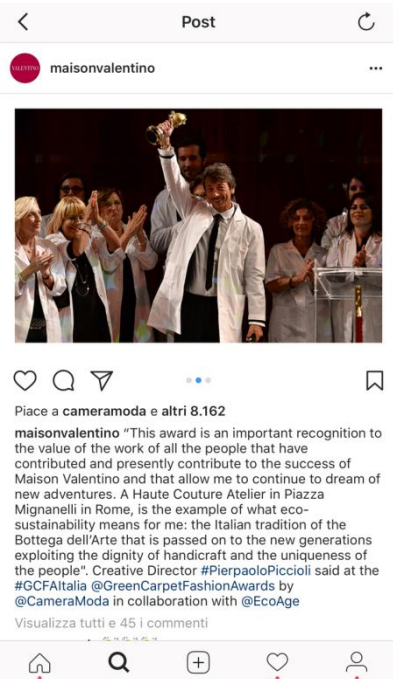 Post
VALENTINO
maisonvalentino
Piace a cameramoda e altri 8.162
maisonvalentino "This award is an important recognition to
the value of the work of all the people that have
contributed and presently contribute to the success of
Maison Valentino and that allow me to continue to dream of
new adventures. A Haute Couture Atelier in Piazza
Mignanelli in Rome, is the example of what eco-
sustainability means for me: the Italian tradition of the
Bottega dell'Arte that is passed on to the new generations
exploiting the dignity of handicraft and the uniqueness of
the people". Creative Director #PierpaoloPiccioli said at the
#GCFAItalia @GreenCarpetFashionAwards by
@CameraModa in collaboration with @EcoAge
Visualizza tutti e 45 i commenti